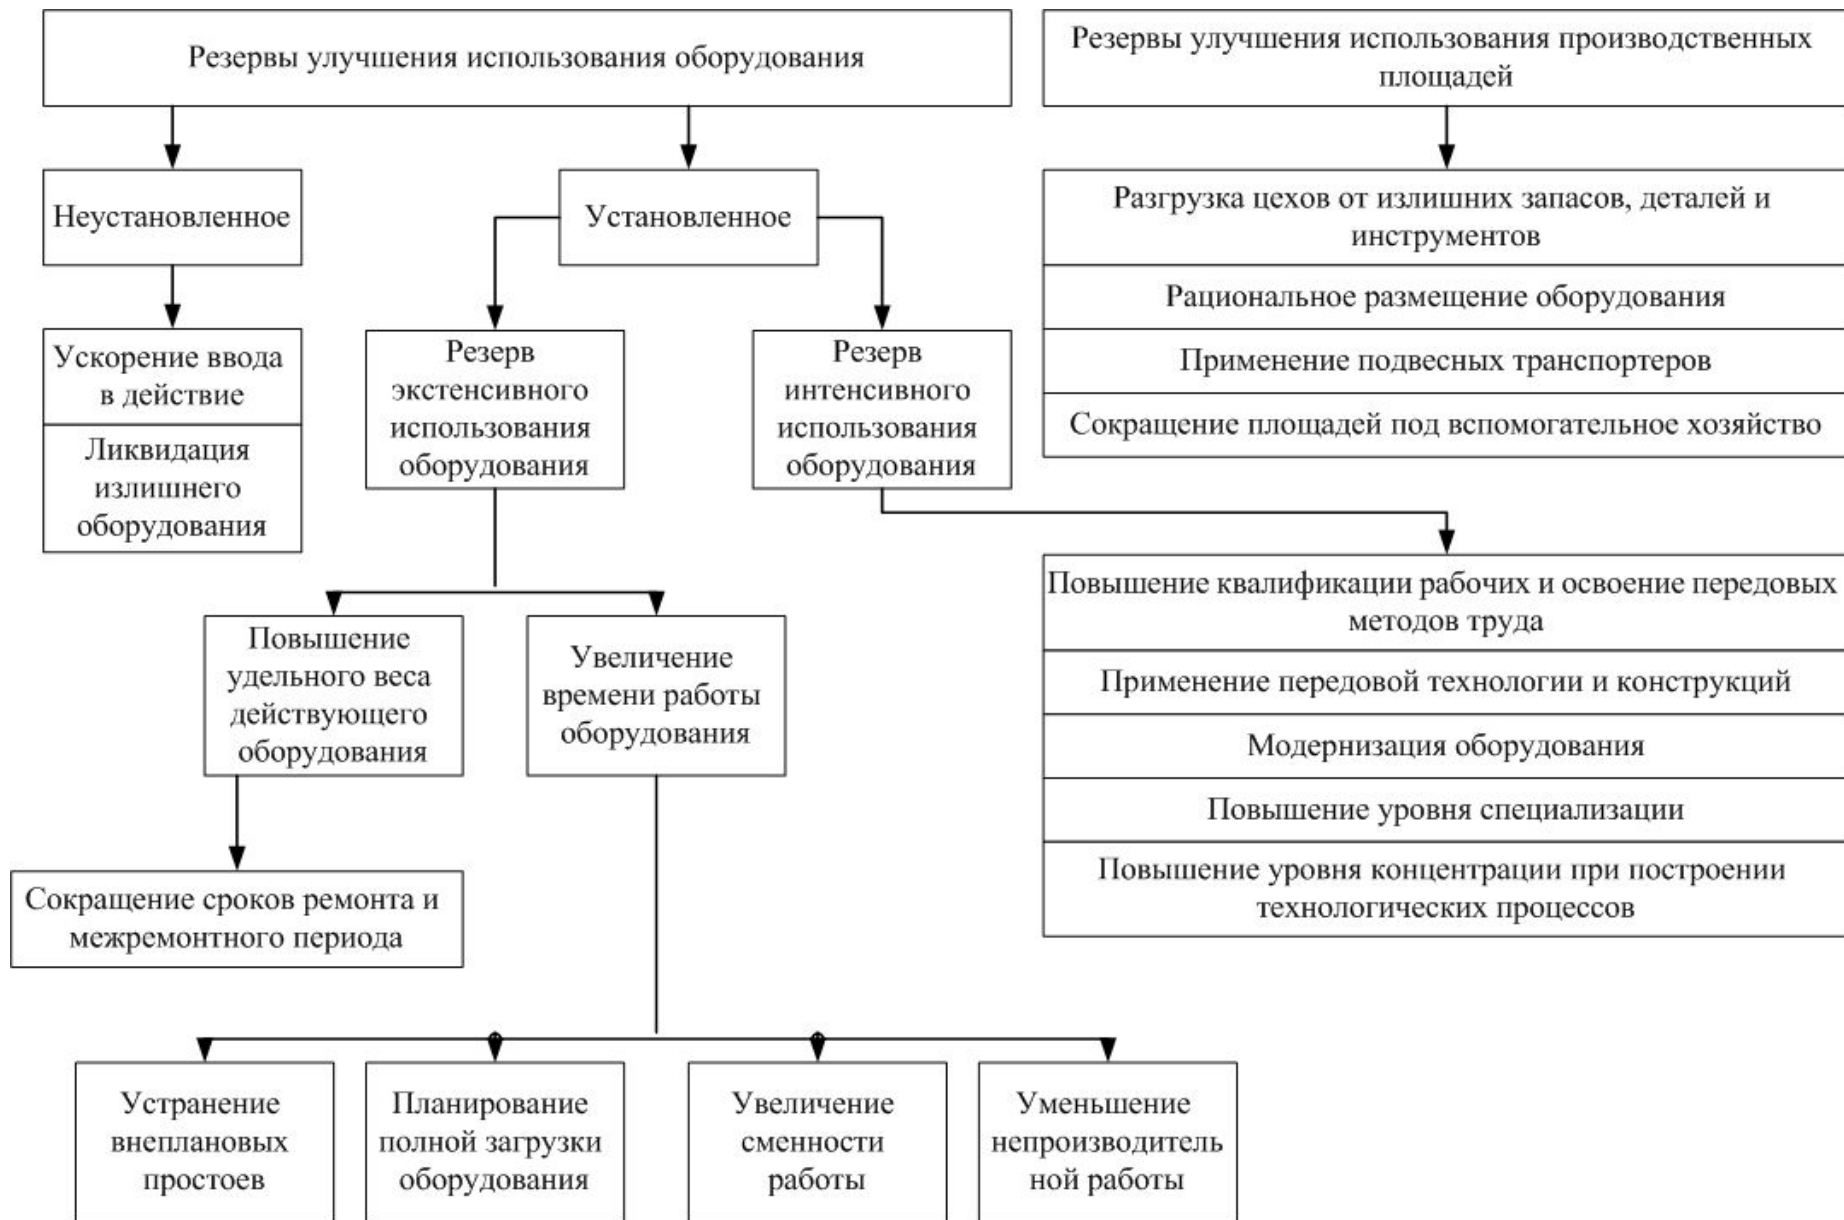 Резервы улучшения использования оборудования
Резервы улучшения использования производственных
площадей
Неустановленное
Установленное
Разгрузка цехов от излишних запасов, деталей и
инструментов
Рациональное размещение оборудования
Применение подвесных транспортеров
Сокращение площадей под вспомогательное хозяйство
Ускорение ввода
в действие
Ликвидация
излишнего
оборудования
Резерв
экстенсивного
использования
оборудования
Резерв
интенсивного
использования
оборудования
Повышение квалификации рабочих и освоение передовых
методов труда
Применение передовой технологии и конструкций
Модернизация оборудования
Повышение уровня специализации
Повышение уровня концентрации при построении
технологических процессов
Повышение
удельного веса
действующего
оборудования
Увеличение
времени работы
оборудования
Сокращение сроков ремонта и
межремонтного периода
Устранение
внеплановых
простоев
Планирование
полной загрузки
оборудования
Увеличение
сменности
работы
Уменьшение
непроизводитель
ной работы